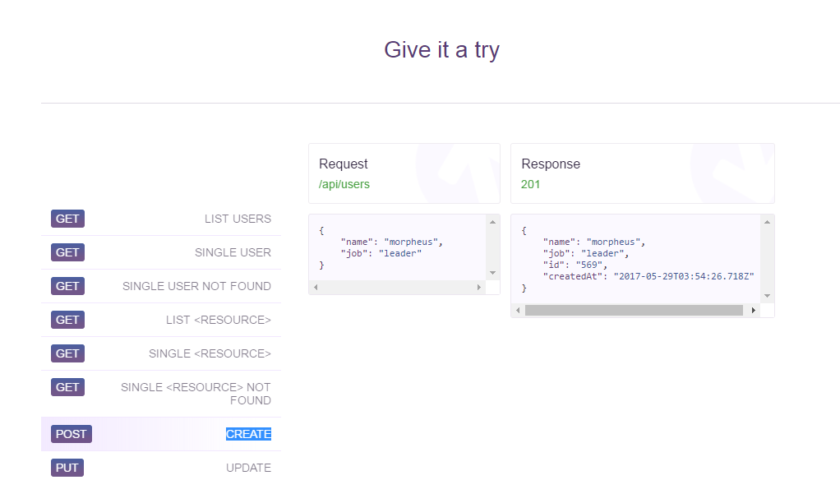 Give it a try
Request
/api/users
Response
201
{
"name": "morpheus",
"job": "leader"
}
{
"name": "morpheus",
"job": "leader",
"id": "569",
"createdAt": "2017-05-29T03:54:26.718Z"
}
GET LIST USERS
GET SINGLE USER
GET SINGLE USER NOT FOUND
GET LIST <RESOURCE>
GET SINGLE <RESOURCE>
GET SINGLE <RESOURCE> NOT
FOUND
POST CREATE
PUT UPDATE